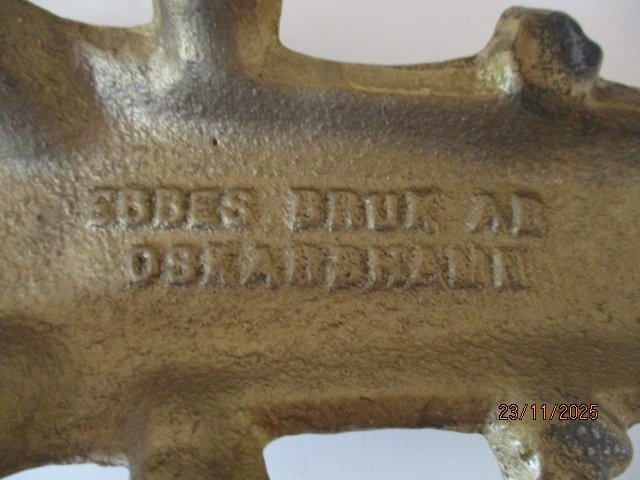 EBBES BRUK AB
OSKARSHAMN
23/11/2025